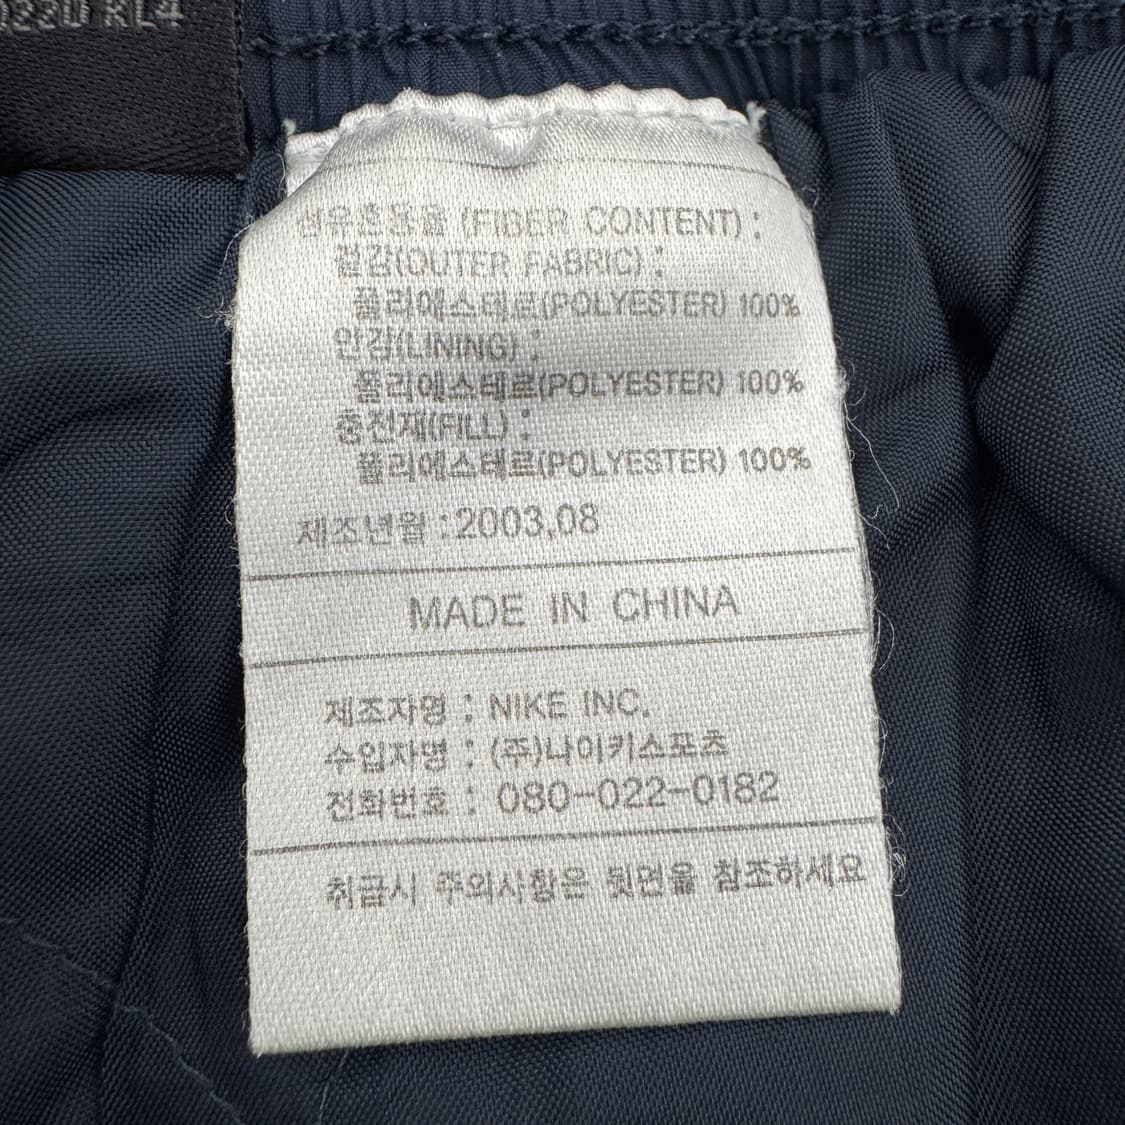 섬유혼용율 (FIBER CONTENT) :
겉감(OUTER FABRIC) :
폴리에스테르(POLYESTER) 100%
안감(LINING) :
폴리에스테르(POLYESTER) 100%
충전재(FILL) :
폴리에스테르(POLYESTER) 100%
제조년월 :2003,08
MADE IN CHINA
제조자명 : NIKE INC.
수입자명 : (주)나이키스포츠
전화번호 : 080-022-0182
취급시 주의사항은 뒷면을 참조하세요